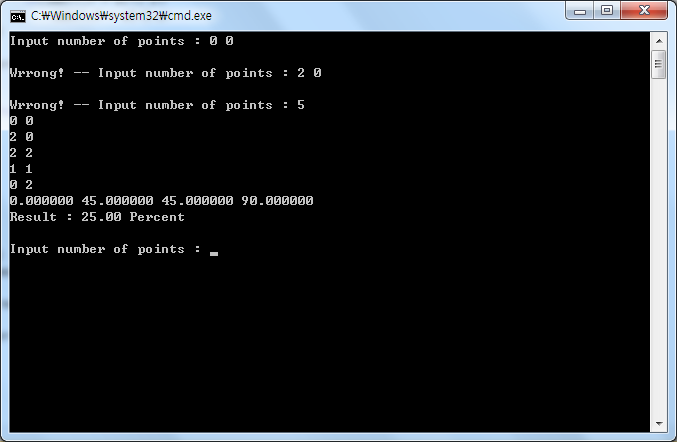 C:₩Windows₩system32₩cmd.exe
Input number of points : 0 0
Wrrong! -- Input number of points : 2 0
Wrrong! -- Input number of points : 5
0 0
2 0
2 2
1 1
0 2
0.000000 45.000000 45.000000 90.000000
Result : 25.00 Percent
Input number of points :